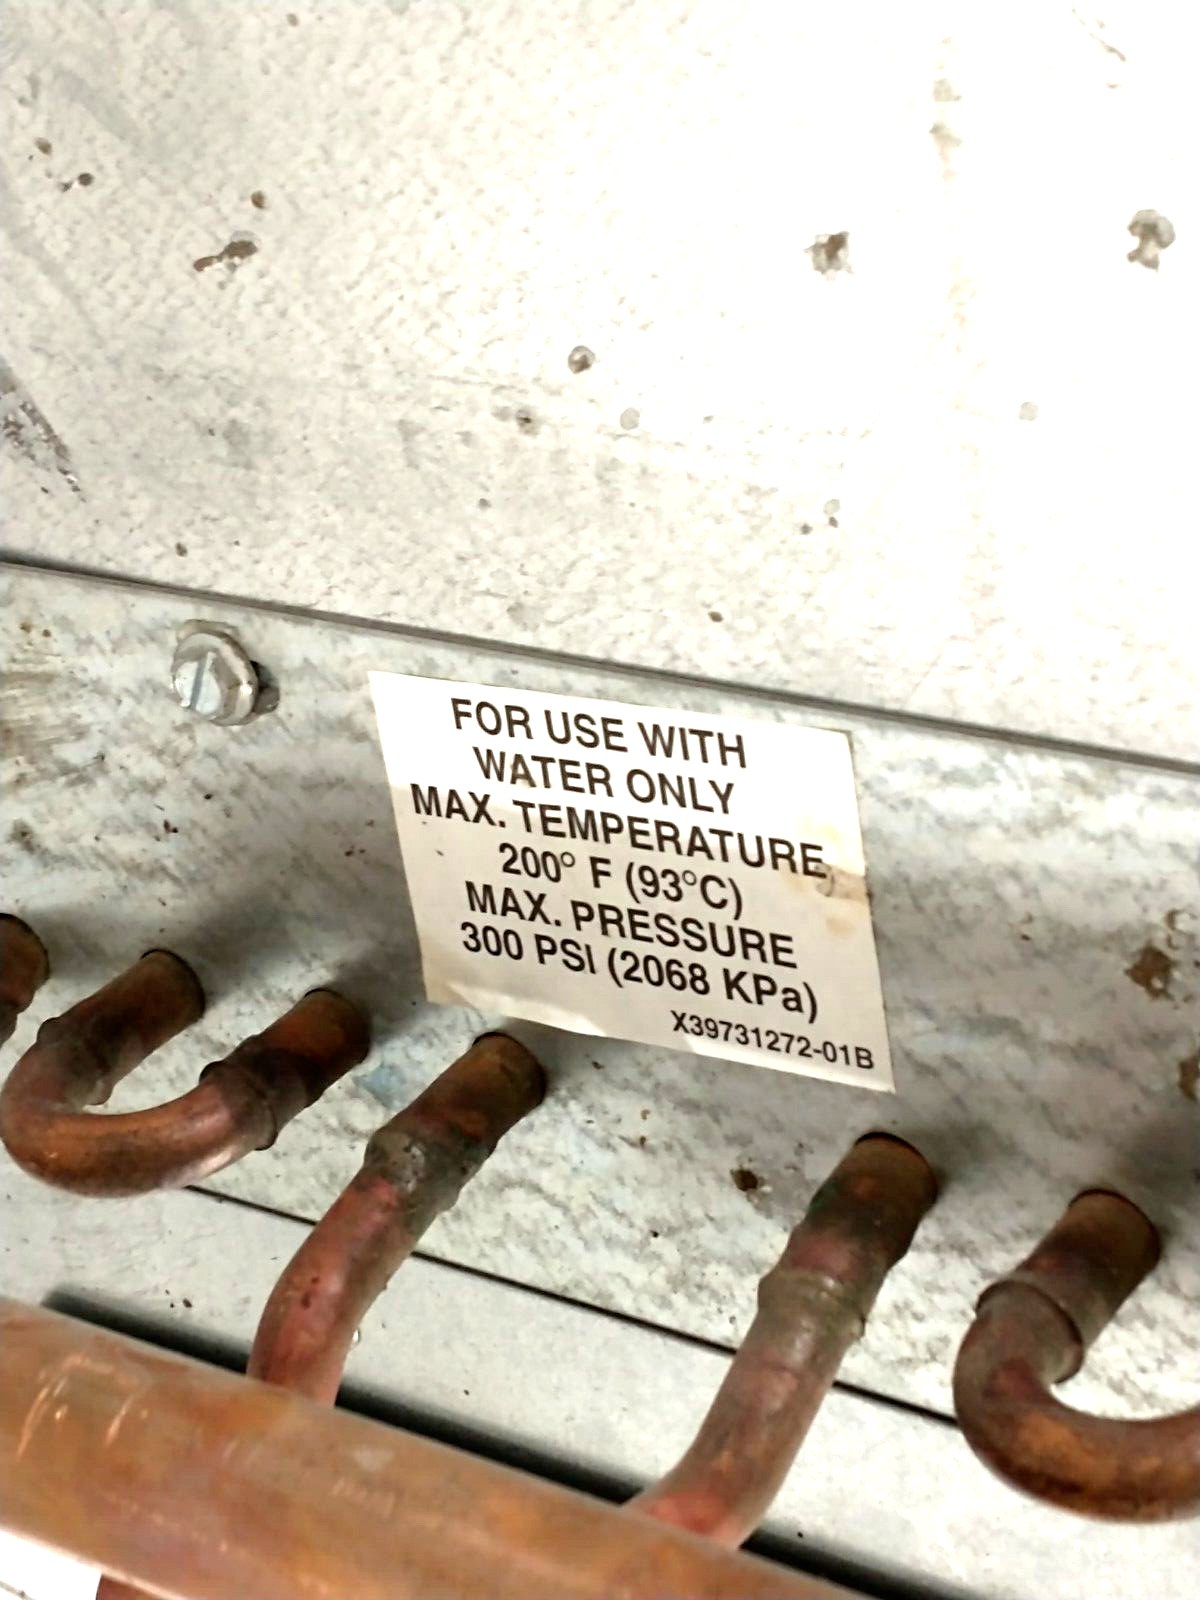 FOR USE WITH
WATER ONLY
MAX. TEMPERATURE
200° F (93°C)
MAX. PRESSURE
300 PSI (2068 KPa)
X39731272-01B